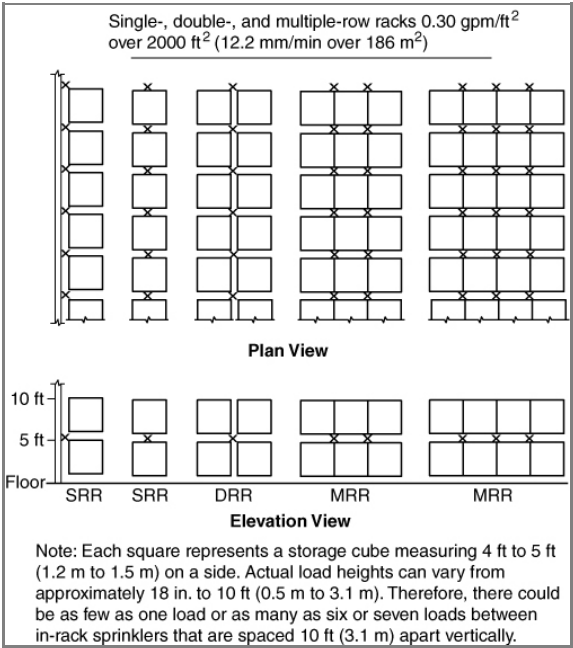 Single-, double-, and multiple-row racks 0.30 gpm/ft²
over 2000 ft² (12.2 mm/min over 186 m²)
Plan View
10 ft
5 ft
Floor
SRR SRR DRR MRR MRR
Elevation View
Note: Each square represents a storage cube measuring 4 ft to 5 ft
(1.2 m to 1.5 m) on a side. Actual load heights can vary from
approximately 18 in. to 10 ft (0.5 m to 3.1 m). Therefore, there could
be as few as one load or as many as six or seven loads between
in-rack sprinklers that are spaced 10 ft (3.1 m) apart vertically.